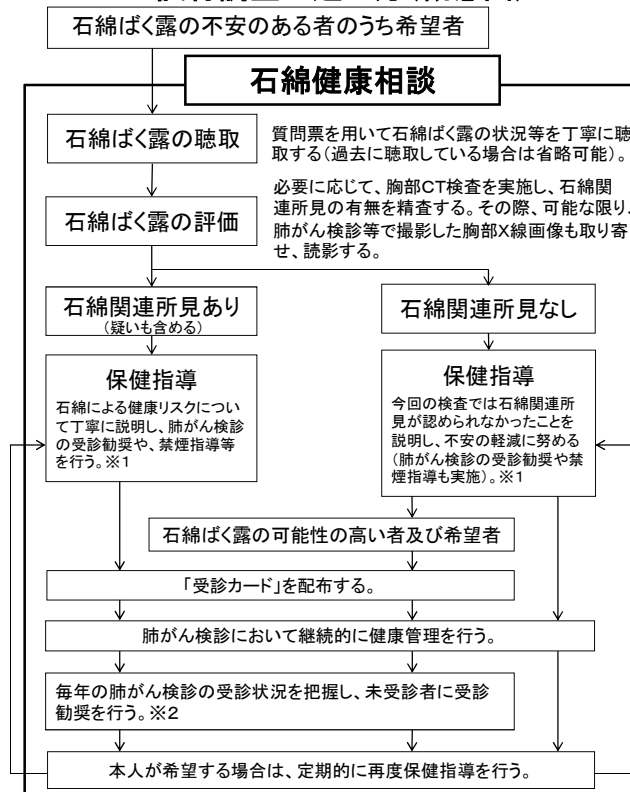 石綿ばく露の不安のある者のうち希望者
石綿健康相談
石綿ばく露の聴取
質問票を用いて石綿ばく露の状況等を丁寧に聴
取する(過去に聴取している場合は省略可能)。
石綿ばく露の評価
必要に応じて、胸部CT検査を実施し、石綿関
連所見の有無を精査する。その際、可能な限り、
肺がん検診等で撮影した胸部X線画像も取り寄
せ、読影する。
石綿関連所見あり
(疑いも含める)
石綿関連所見なし
保健指導
石綿による健康リスクについ
て丁寧に説明し、肺がん検診
の受診勧奨や、禁煙指導等
を行う。※1
保健指導
今回の検査では石綿関連所
見が認められなかったことを
説明し、不安の軽減に努める
(肺がん検診の受診勧奨や禁
煙指導も実施)。※1
石綿ばく露の可能性の高い者及び希望者
「受診カード」を配布する。
肺がん検診において継続的に健康管理を行う。
毎年の肺がん検診の受診状況を把握し、未受診者に受診
勧奨を行う。※2
本人が希望する場合は、定期的に再度保健指導を行う。